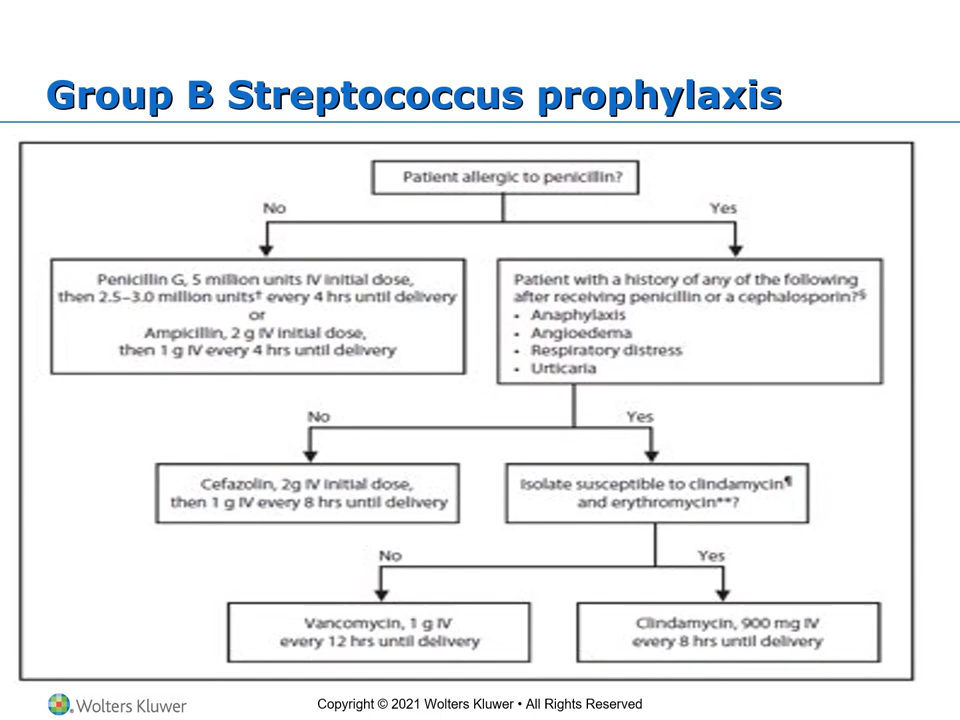 Group B Streptococcus prophylaxis
Patient allergic to penicillin?
No
Yes
Penicillin G, 5 million units IV initial dose,
then 2.5–3.0 million units† every 4 hrs until delivery
or
Ampicillin, 2 g IV initial dose,
then 1 g IV every 4 hrs until delivery
Patient with a history of any of the following
after receiving penicillin or a cephalosporin?§
• Anaphylaxis
• Angioedema
• Respiratory distress
• Urticaria
No
Yes
Cefazolin, 2g IV initial dose,
then 1 g IV every 8 hrs until delivery
Isolate susceptible to clindamycin¶
and erythromycin**?
No
Yes
Vancomycin, 1 g IV
every 12 hrs until delivery
Clindamycin, 900 mg IV
every 8 hrs until delivery
Wolters Kluwer
Copyright © 2021 Wolters Kluwer • All Rights Reserved